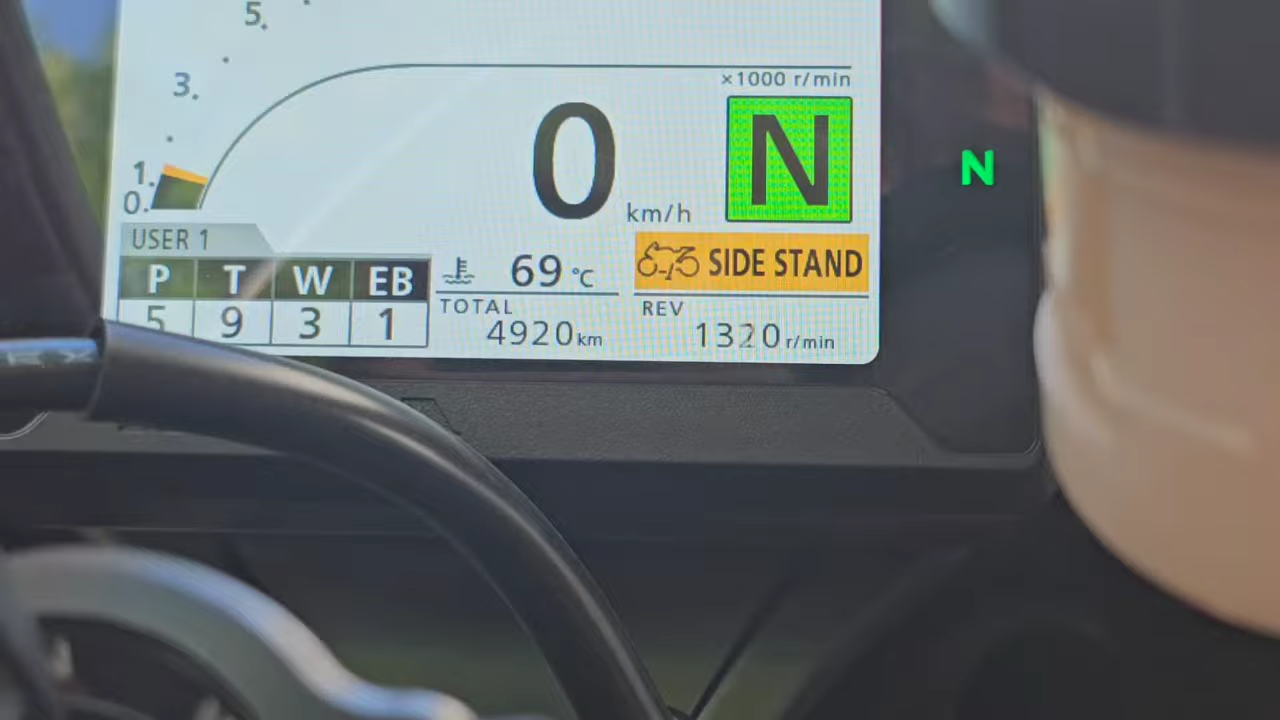 5.
3.
×1000 r/min
1.
0.
0 km/h
N
N
USER 1
SIDE STAND
P T W EB
5 9 3 1
69 °C
TOTAL
4920 km
REV
1320 r/min